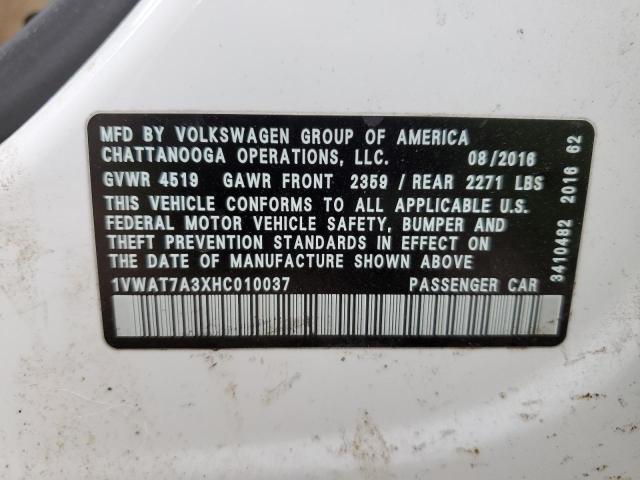 MFD BY VOLKSWAGEN GROUP OF AMERICA
CHATTANOOGA OPERATIONS, LLC. 08/2016
GVWR 4519 GAWR FRONT 2359 / REAR 2271 LBS
THIS VEHICLE CONFORMS TO ALL APPLICABLE U.S.
FEDERAL MOTOR VEHICLE SAFETY, BUMPER AND
THEFT PREVENTION STANDARDS IN EFFECT ON
THE DATE OF MANUFACTURE SHOWN ABOVE
1VWAT7A3XHC010037 PASSENGER CAR
3410482 2016 62